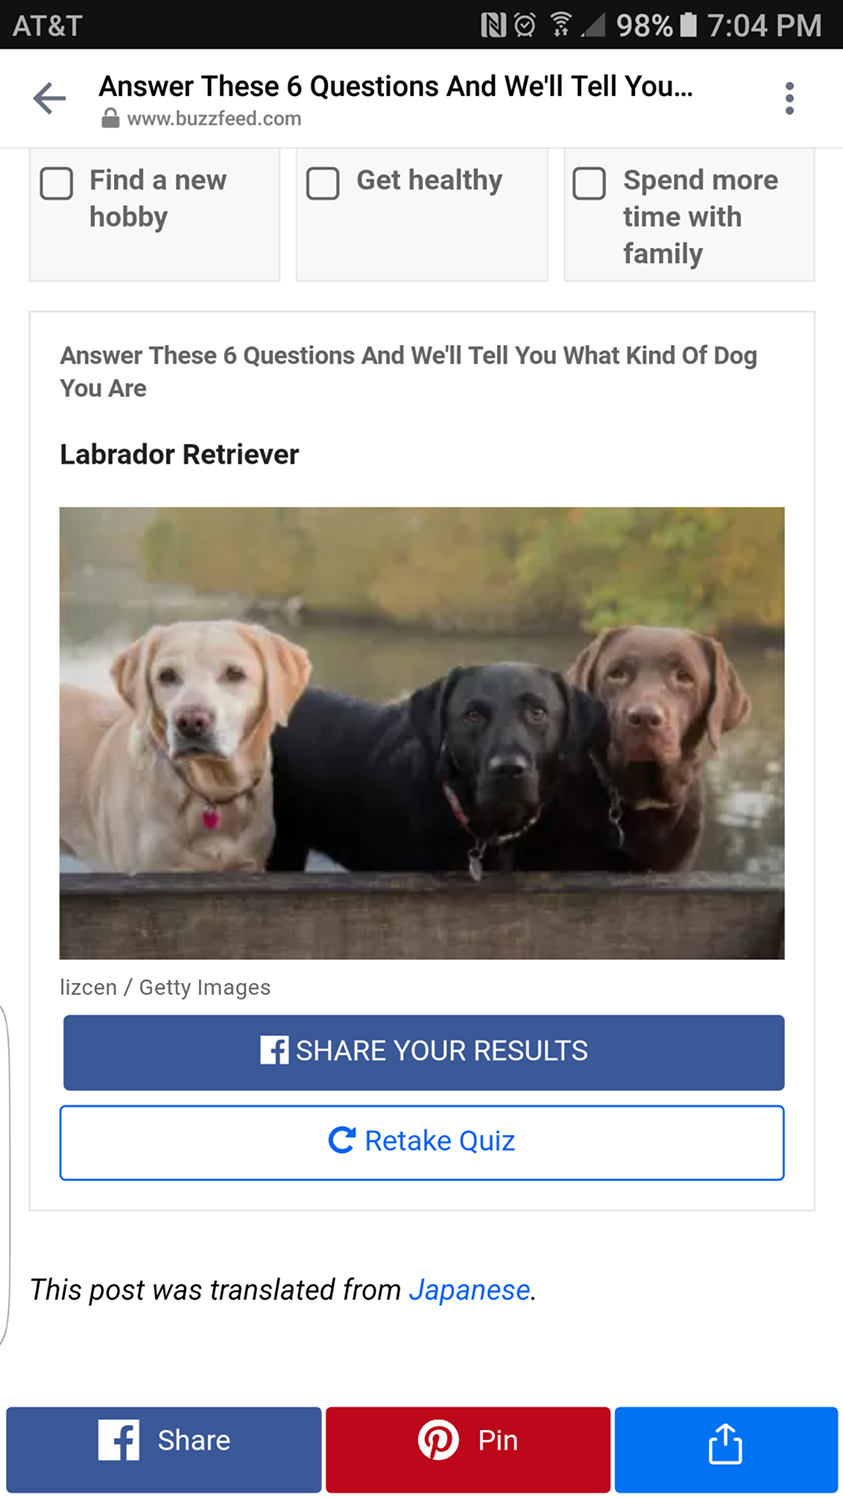 AT&T 98% 7:04 PM
Answer These 6 Questions And We'll Tell You...
www.buzzfeed.com
Find a new
hobby
Get healthy
Spend more
time with
family
Answer These 6 Questions And We'll Tell You What Kind Of Dog
You Are
Labrador Retriever
lizcen / Getty Images
SHARE YOUR RESULTS
Retake Quiz
This post was translated from Japanese.
Share
Pin